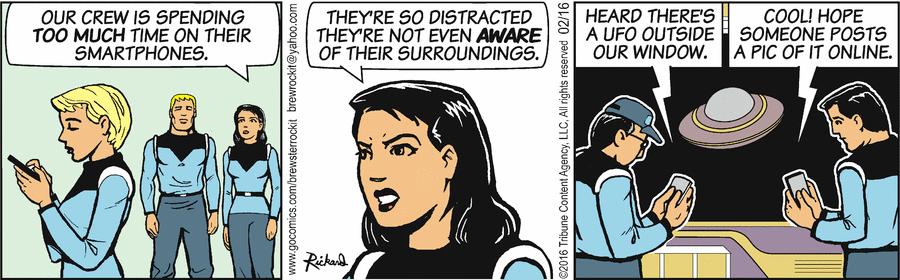 OUR CREW IS SPENDING
TOO MUCH TIME ON THEIR
SMARTPHONES.
www.gocomics.com/brewsterrockit brewrockit@yahoo.com
THEY'RE SO DISTRACTED
THEY'RE NOT EVEN AWARE
OF THEIR SURROUNDINGS.
Rickard
©2016 Tribune Content Agency, LLC. All rights reserved 02/16
HEARD THERE'S
A UFO OUTSIDE
OUR WINDOW.
COOL! HOPE
SOMEONE POSTS
A PIC OF IT ONLINE.